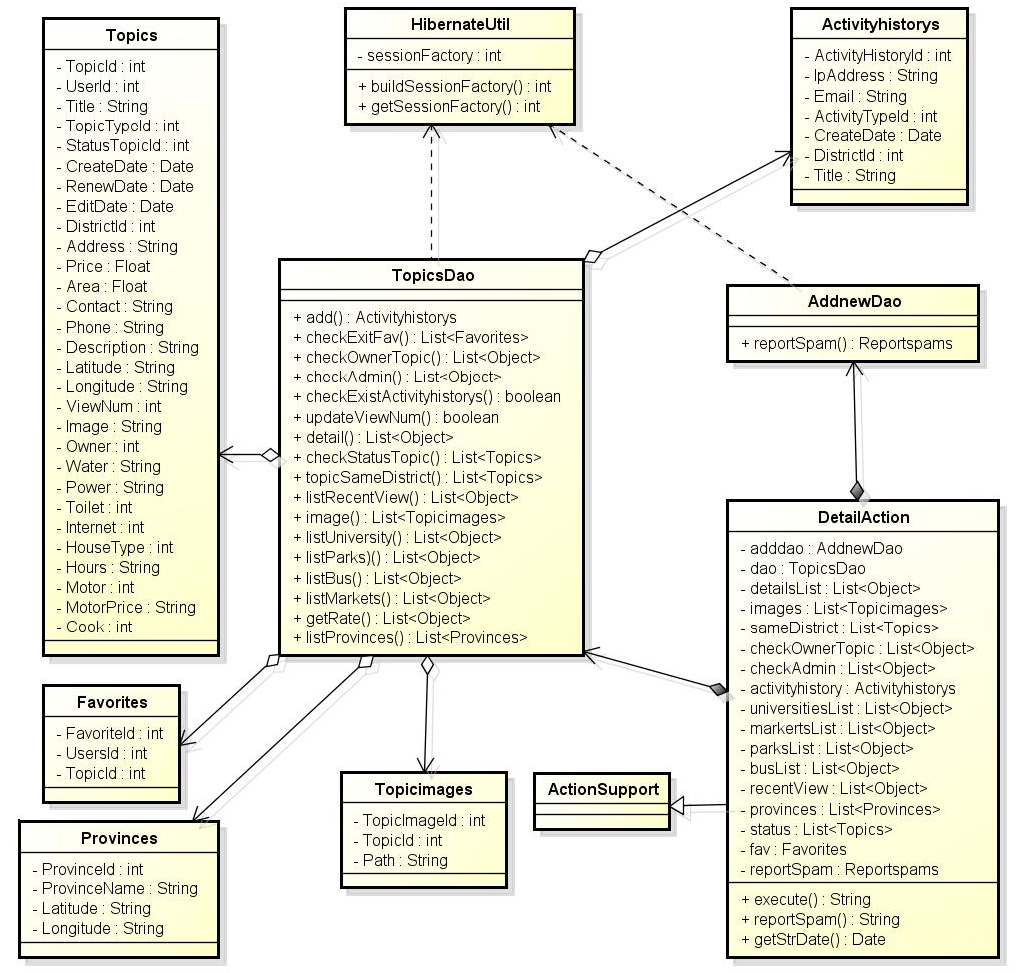 Topics
- TopicId : int
- UserId : int
- Title : String
- TopicTypeId : int
- StatusTopicId : int
- CreateDate : Date
- RenewDate : Date
- EditDate : Date
- DistrictId : int
- Address : String
- Price : Float
- Area : Float
- Contact : String
- Phone : String
- Description : String
- Latitude : String
- Longitude : String
- ViewNum : int
- Image : String
- Owner : int
- Water : String
- Power : String
- Toilet : int
- Internet : int
- HouseType : int
- Hours : String
- Motor : int
- MotorPrice : String
- Cook : int
HibernateUtil
- sessionFactory : int
+ buildSessionFactory() : int
+ getSessionFactory() : int
Activityhistorys
- ActivityHistoryId : int
- IpAddress : String
- Email : String
- ActivityTypeId : int
- CreateDate : Date
- DistrictId : int
- Title : String
TopicsDao
+ add() : Activityhistorys
+ checkExitFav() : List<Favorites>
+ checkOwnerTopic() : List<Object>
+ checkAdmin() : List<Object>
+ checkExistActivityhistorys() : boolean
+ updateViewNum() : boolean
+ detail() : List<Object>
+ checkStatusTopic() : List<Topics>
+ topicSameDistrict() : List<Topics>
+ listRecentView() : List<Object>
+ image() : List<Topicimages>
+ listUniversity() : List<Object>
+ listParks)() : List<Object>
+ listBus() : List<Object>
+ listMarkets() : List<Object>
+ getRate() : List<Object>
+ listProvinces() : List<Provinces>
AddnewDao
+ reportSpam() : Reportspams
DetailAction
- adddao : AddnewDao
- dao : TopicsDao
- detailsList : List<Object>
- images : List<Topicimages>
- sameDistrict : List<Topics>
- checkOwnerTopic : List<Object>
- checkAdmin : List<Object>
- activityhistory : Activityhistorys
- universitiesList : List<Object>
- markertsList : List<Object>
- parksList : List<Object>
- busList : List<Object>
- recentView : List<Object>
- provinces : List<Provinces>
- status : List<Topics>
- fav : Favorites
- reportSpam : Reportspams
+ execute() : String
+ reportSpam() : String
+ getStrDate() : Date
Favorites
- FavoriteId : int
- UsersId : int
- TopicId : int
Provinces
- ProvinceId : int
- ProvinceName : String
- Latitude : String
- Longitude : String
Topicimages
- TopicImageId : int
- TopicId : int
- Path : String
ActionSupport